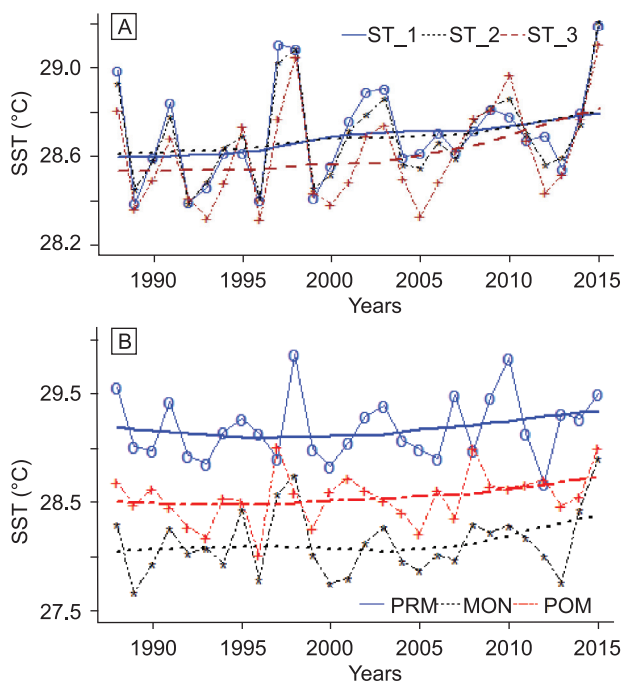 A
ST_1 ST_2 ST_3
SST (°C)
29.0
28.6
28.2
1990 1995 2000 2005 2010 2015
Years
B
SST (°C)
29.5
28.5
27.5
PRM MON POM
1990 1995 2000 2005 2010 2015
Years